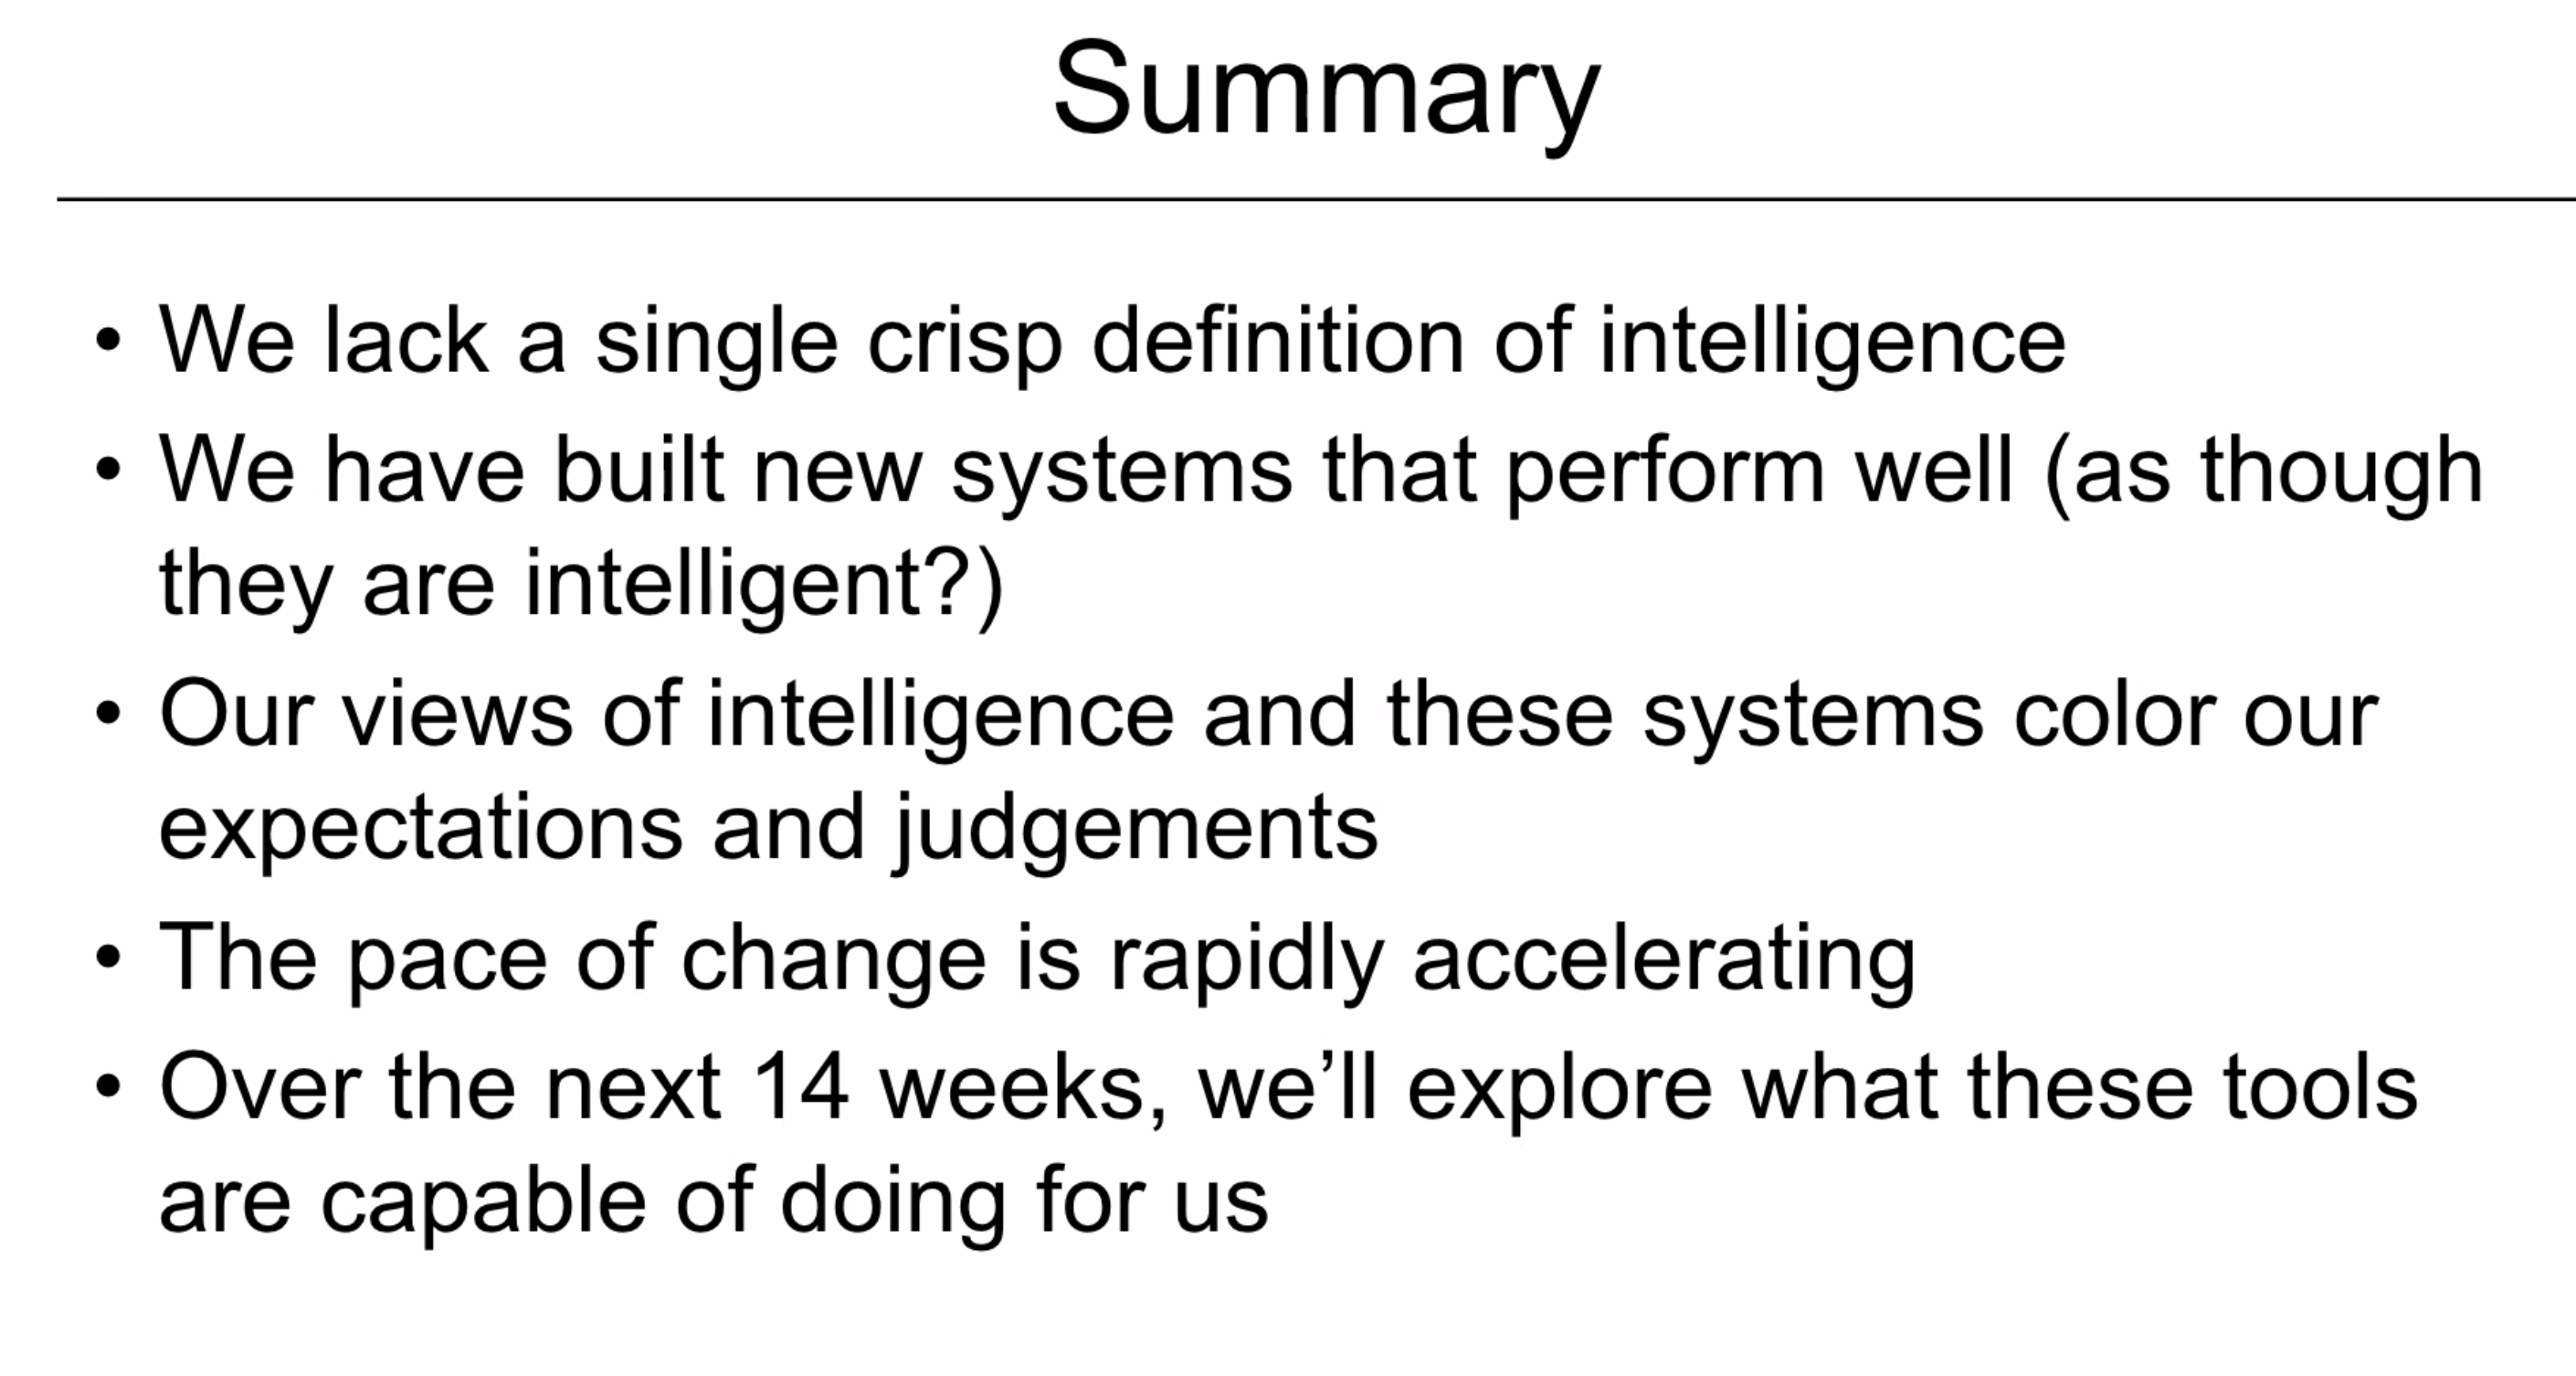 Summary
• We lack a single crisp definition of intelligence
• We have built new systems that perform well (as though
they are intelligent?)
• Our views of intelligence and these systems color our
expectations and judgements
• The pace of change is rapidly accelerating
• Over the next 14 weeks, we’ll explore what these tools
are capable of doing for us